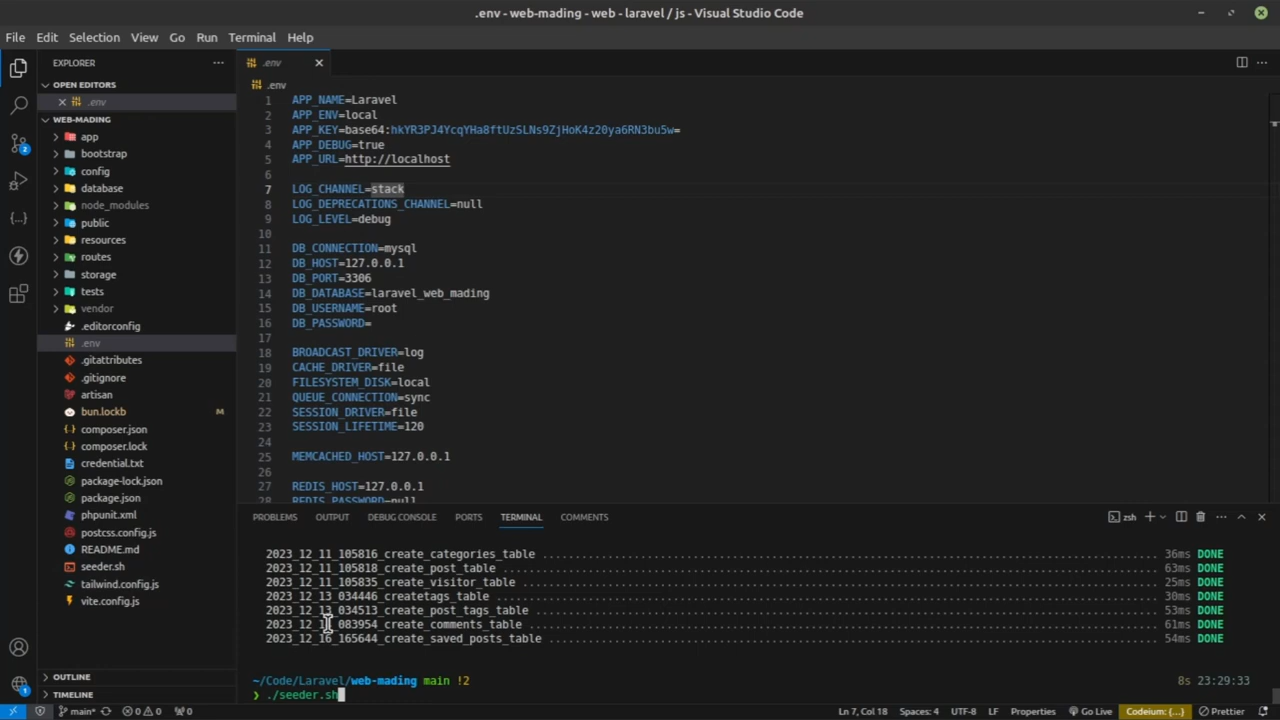 .env - web-mading - web - laravel / js - Visual Studio Code
File Edit Selection View Go Run Terminal Help
EXPLORER
OPEN EDITORS
.env
WEB-MADING
app
bootstrap
config
database
node_modules
public
resources
routes
storage
tests
vendor
.editorconfig
.env
.gitattributes
.gitignore
artisan
bun.lockb M
composer.json
composer.lock
credential.txt
package-lock.json
package.json
phpunit.xml
postcss.config.js
README.md
seeder.sh
tailwind.config.js
vite.config.js
OUTLINE
TIMELINE
.env
.env
1 APP_NAME=Laravel
2 APP_ENV=local
3 APP_KEY=base64:hkYR3PJ4YcqYHa8ftUzSLNs9ZjHoK4z20ya6RN3bu5w=
4 APP_DEBUG=true
5 APP_URL=http://localhost
6
7 LOG_CHANNEL=stack
8 LOG_DEPRECATIONS_CHANNEL=null
9 LOG_LEVEL=debug
10
11 DB_CONNECTION=mysql
12 DB_HOST=127.0.0.1
13 DB_PORT=3306
14 DB_DATABASE=laravel_web_mading
15 DB_USERNAME=root
16 DB_PASSWORD=
17
18 BROADCAST_DRIVER=log
19 CACHE_DRIVER=file
20 FILESYSTEM_DISK=local
21 QUEUE_CONNECTION=sync
22 SESSION_DRIVER=file
23 SESSION_LIFETIME=120
24
25 MEMCACHED_HOST=127.0.0.1
26
27 REDIS_HOST=127.0.0.1
28 REDIS_PASSWORD=null
PROBLEMS OUTPUT DEBUG CONSOLE PORTS TERMINAL COMMENTS zsh
2023_12_11_105816_create_categories_table 36ms DONE
2023_12_11_105818_create_post_table 63ms DONE
2023_12_11_105835_create_visitor_table 25ms DONE
2023_12_13_034446_createtags_table 30ms DONE
2023_12_13_034513_create_post_tags_table 53ms DONE
083954_create_comments_table 61ms DONE
2023_12_16_165644_create_saved_posts_table 54ms DONE
~/Code/Laravel/web-mading main !2 8s 23:29:33
❯ ./seeder.sh
main* 0 0 0 Ln 7, Col 18 Spaces: 4 UTF-8 LF Properties Go Live Codeium: {...} Prettier